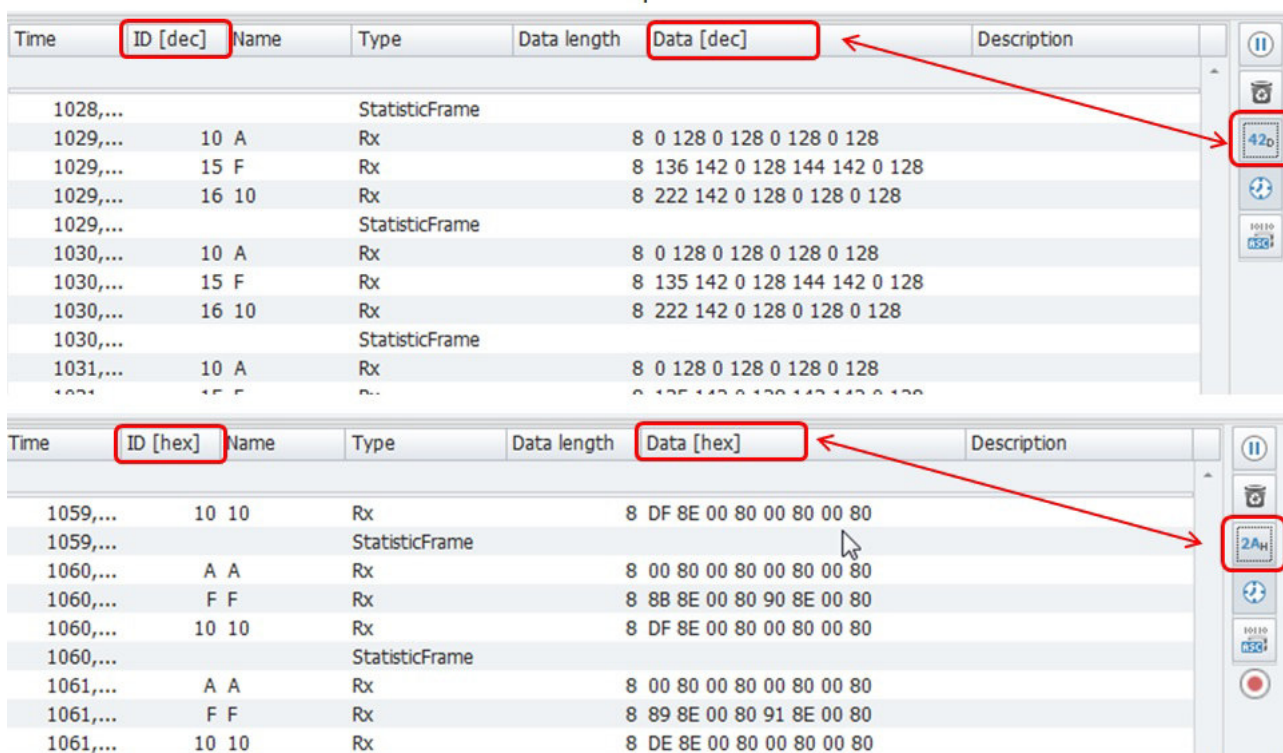 Time ID [dec] Name Type Data length Data [dec] Description
1028,... StatisticFrame
1029,... 10 A Rx 8 0 128 0 128 0 128 0 128
42D
1029,... 15 F Rx 8 136 142 0 128 144 142 0 128
1029,... 16 10 Rx 8 222 142 0 128 0 128 0 128
1029,... StatisticFrame
10110
ASC
1030,... 10 A Rx 8 0 128 0 128 0 128 0 128
1030,... 15 F Rx 8 135 142 0 128 144 142 0 128
1030,... 16 10 Rx 8 222 142 0 128 0 128 0 128
1030,... StatisticFrame
1031,... 10 A Rx 8 0 128 0 128 0 128 0 128
Time ID [hex] Name Type Data length Data [hex] Description
1059,... 10 10 Rx 8 DF 8E 00 80 00 80 00 80
1059,... StatisticFrame
2AH
1060,... A A Rx 8 00 80 00 80 00 80 00 80
1060,... F F Rx 8 8B 8E 00 80 90 8E 00 80
1060,... 10 10 Rx 8 DF 8E 00 80 00 80 00 80
10110
ASC
1060,... StatisticFrame
1061,... A A Rx 8 00 80 00 80 00 80 00 80
1061,... F F Rx 8 89 8E 00 80 91 8E 00 80
1061,... 10 10 Rx 8 DE 8E 00 80 00 80 00 80